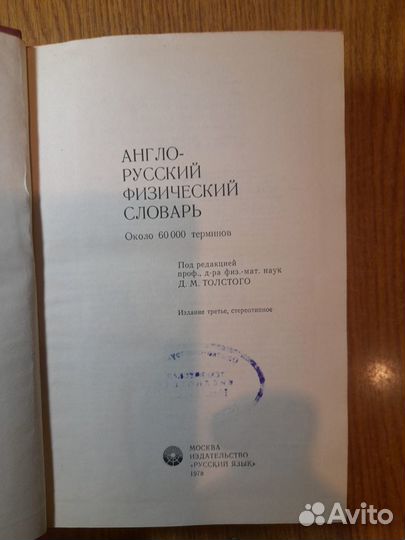 АНГЛО-
РУССКИЙ
ФИЗИЧЕСКИЙ
СЛОВАРЬ
Около 60 000 терминов
Под редакцией
проф., д-ра физ.-мат. наук
Д. М. ТОЛСТОГО
Издание третье, стереотипное
МОСКВА
ИЗДАТЕЛЬСТВО
«РУССКИЙ ЯЗЫК»
1978
Avito